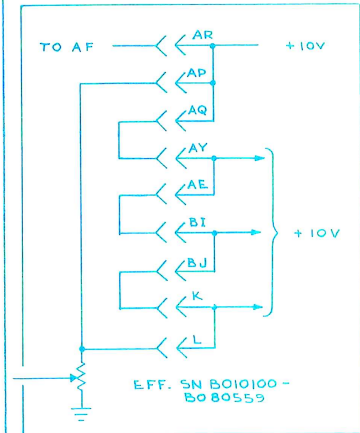 TO AF AR +10V
AP
AQ
AY
AE
BI +10V
BJ
K
L
EFF. SN B010100-
B080559